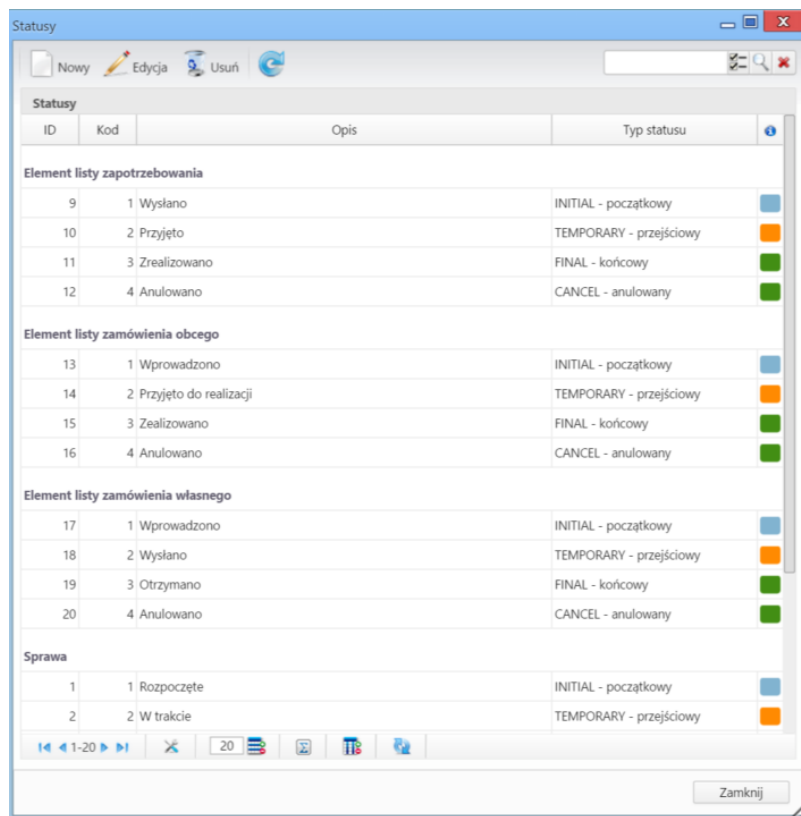 Statusy
Nowy Edycja Usuń
Statusy
ID Kod Opis Typ statusu
Element listy zapotrzebowania
9 1 Wysłano INITIAL - początkowy
10 2 Przyjęto TEMPORARY - przejściowy
11 3 Zrealizowano FINAL - końcowy
12 4 Anulowano CANCEL - anulowany
Element listy zamówienia obcego
13 1 Wprowadzono INITIAL - początkowy
14 2 Przyjęto do realizacji TEMPORARY - przejściowy
15 3 Zealizowano FINAL - końcowy
16 4 Anulowano CANCEL - anulowany
Element listy zamówienia własnego
17 1 Wprowadzono INITIAL - początkowy
18 2 Wysłano TEMPORARY - przejściowy
19 3 Otrzymano FINAL - końcowy
20 4 Anulowano CANCEL - anulowany
Sprawa
1 1 Rozpoczęte INITIAL - początkowy
2 2 W trakcie TEMPORARY - przejściowy
1-20 20
Zamknij